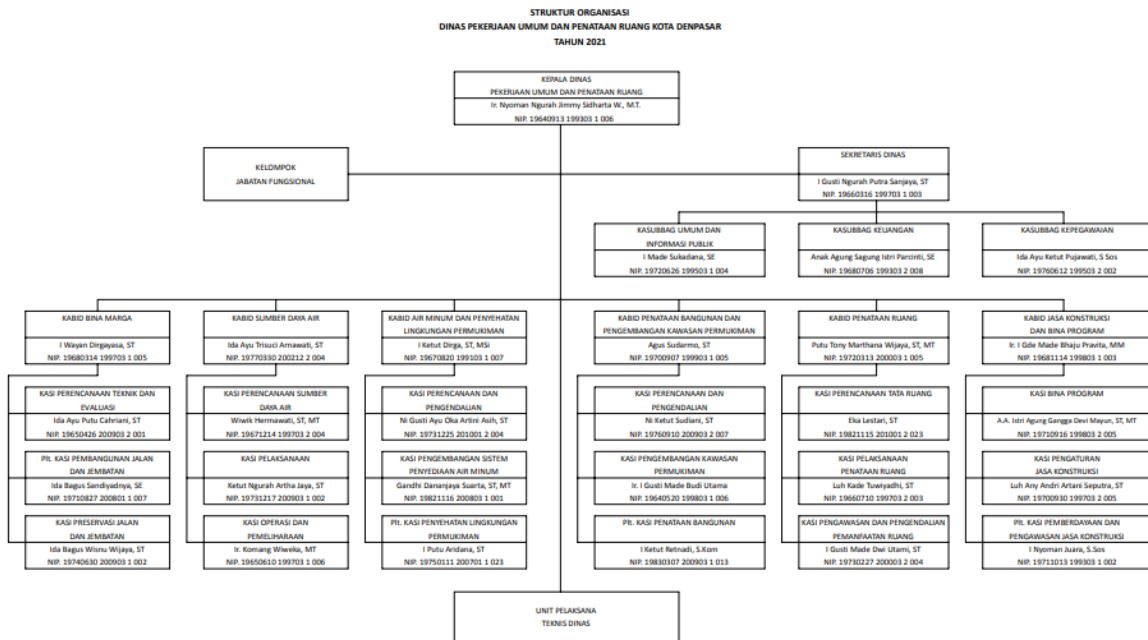 STRUKTUR ORGANISASI
DINAS PEKERJAAN UMUM DAN PENATAAN RUANG KOTA DENPASAR
TAHUN 2021
KEPALA DINAS
PEKERJAAN UMUM DAN PENATAAN RUANG
Ir. Nyoman Ngurah Jimmy Sidharta W., M.T.
NIP. 19640913 199303 1 006
KELOMPOK
JABATAN FUNGSIONAL
SEKRETARIS DINAS
I Gusti Ngurah Putra Sanjaya, ST
NIP. 19660316 199703 1 003
KASUBBAG UMUM DAN
INFORMASI PUBLIK
I Made Sukadana, SE
NIP. 19720626 199503 1 004
KASUBBAG KEUANGAN
Anak Agung Sagung Istri Parcinti, SE
NIP. 19680706 199303 2 008
KASUBBAG KEPEGAWAIAN
Ida Ayu Ketut Pujawati, S Sos
NIP. 19760612 199503 2 002
KABID BINA MARGA
I Wayan Dirgayasa, ST
NIP. 19680314 199703 1 005
KASI PERENCANAAN TEKNIK DAN
EVALUASI
Ida Ayu Putu Cahriani, ST
NIP. 19650426 200903 2 001
Plt. KASI PEMBANGUNAN JALAN
DAN JEMBATAN
Ida Bagus Sandiyadnya, SE
NIP. 19710827 200801 1 007
KASI PRESERVASI JALAN
DAN JEMBATAN
Ida Bagus Wisnu Wijaya, ST
NIP. 19740630 200903 1 002
KABID SUMBER DAYA AIR
Ida Ayu Trisuci Arnawati, ST
NIP. 19770330 200212 2 004
KASI PERENCANAAN SUMBER
DAYA AIR
Wiwik Hermawati, ST, MT
NIP. 19671214 199703 2 004
KASI PELAKSANAAN
Ketut Ngurah Artha Jaya, ST
NIP. 19731217 200903 1 002
KASI OPERASI DAN
PEMELIHARAAN
Ir. Komang Wiweka, MT
NIP. 19650610 199703 1 006
KABID AIR MINUM DAN PENYEHATAN
LINGKUNGAN PERMUKIMAN
I Ketut Dirga, ST, MSi
NIP. 19670820 199103 1 007
KASI PERENCANAAN DAN
PENGENDALIAN
Ni Gusti Ayu Oka Artini Asih, ST
NIP. 19731225 201001 2 004
KASI PENGEMBANGAN SISTEM
PENYEDIAAN AIR MINUM
Gandhi Dananjaya Suarta, ST, MT
NIP. 19821116 200803 1 001
Plt. KASI PENYEHATAN LINGKUNGAN
PERMUKIMAN
I Putu Aridana, ST
NIP. 19750111 200701 1 023
KABID PENATAAN BANGUNAN DAN
PENGEMBANGAN KAWASAN PERMUKIMAN
Agus Sudarmo, ST
NIP. 19700907 199903 1 005
KASI PERENCANAAN DAN
PENGENDALIAN
Ni Ketut Sudiani, ST
NIP. 19760910 200903 2 007
KASI PENGEMBANGAN KAWASAN
PERMUKIMAN
Ir. I Gusti Made Budi Utama
NIP. 19640520 199803 1 006
Plt. KASI PENATAAN BANGUNAN
I Ketut Retnadi, S.Kom
NIP. 19830307 200903 1 013
KABID PENATAAN RUANG
Putu Tony Marthana Wijaya, ST, MT
NIP. 19720313 200003 1 005
KASI PERENCANAAN TATA RUANG
Eka Lestari, ST
NIP. 19821115 201001 2 023
KASI PELAKSANAAN
PENATAAN RUANG
Luh Kade Tuwiyadhi, ST
NIP. 19660710 199703 2 003
KASI PENGAWASAN DAN PENGENDALIAN
PEMANFAATAN RUANG
I Gusti Made Dwi Utami, ST
NIP. 19730227 200003 2 004
KABID JASA KONSTRUKSI
DAN BINA PROGRAM
Ir. I Gde Made Bhaju Pravita, MM
NIP. 19681114 199803 1 003
KASI BINA PROGRAM
A.A. Istri Agung Gangga Devi Mayun, ST, MT
NIP. 19710916 199803 2 005
KASI PENGATURAN
JASA KONSTRUKSI
Luh Any Andri Artani Seputra, ST
NIP. 19700930 199703 2 005
Plt. KASI PEMBERDAYAAN DAN
PENGAWASAN JASA KONSTRUKSI
I Nyoman Juara, S.Sos
NIP. 19711013 199303 1 002
UNIT PELAKSANA
TEKNIS DINAS